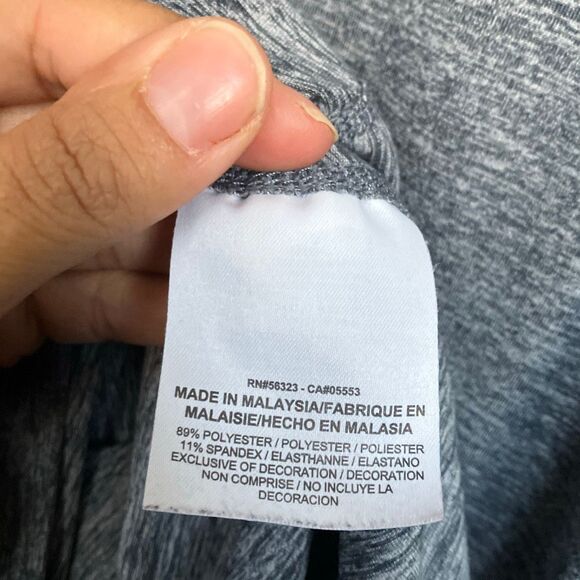 RN#56323 - CA#05553
MADE IN MALAYSIA/FABRIQUE EN
MALAISIE/HECHO EN MALASIA
89% POLYESTER / POLYESTER / POLIESTER
11% SPANDEX / ELASTHANNE / ELASTANO
EXCLUSIVE OF DECORATION / DECORATION
NON COMPRISE / NO INCLUYE LA
DECORACION